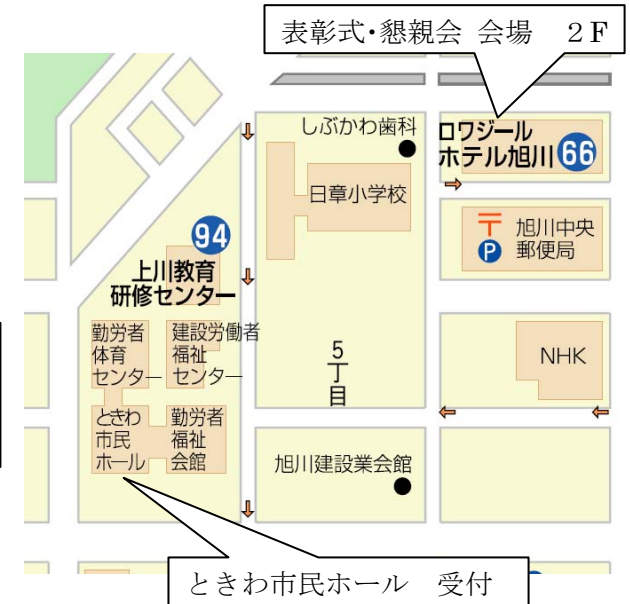 表彰式・懇親会 会場　２Ｆ
しぶかわ歯科
ロワジール
ホテル旭川 66
日章小学校
〒 旭川中央
P 郵便局
94
上川教育
研修センター
勤労者
体育
センター
建設労働者
福祉
センター
5
丁
目
NHK
ときわ
市民
ホール
勤労者
福祉
会館
旭川建設業会館
ときわ市民ホール　受付